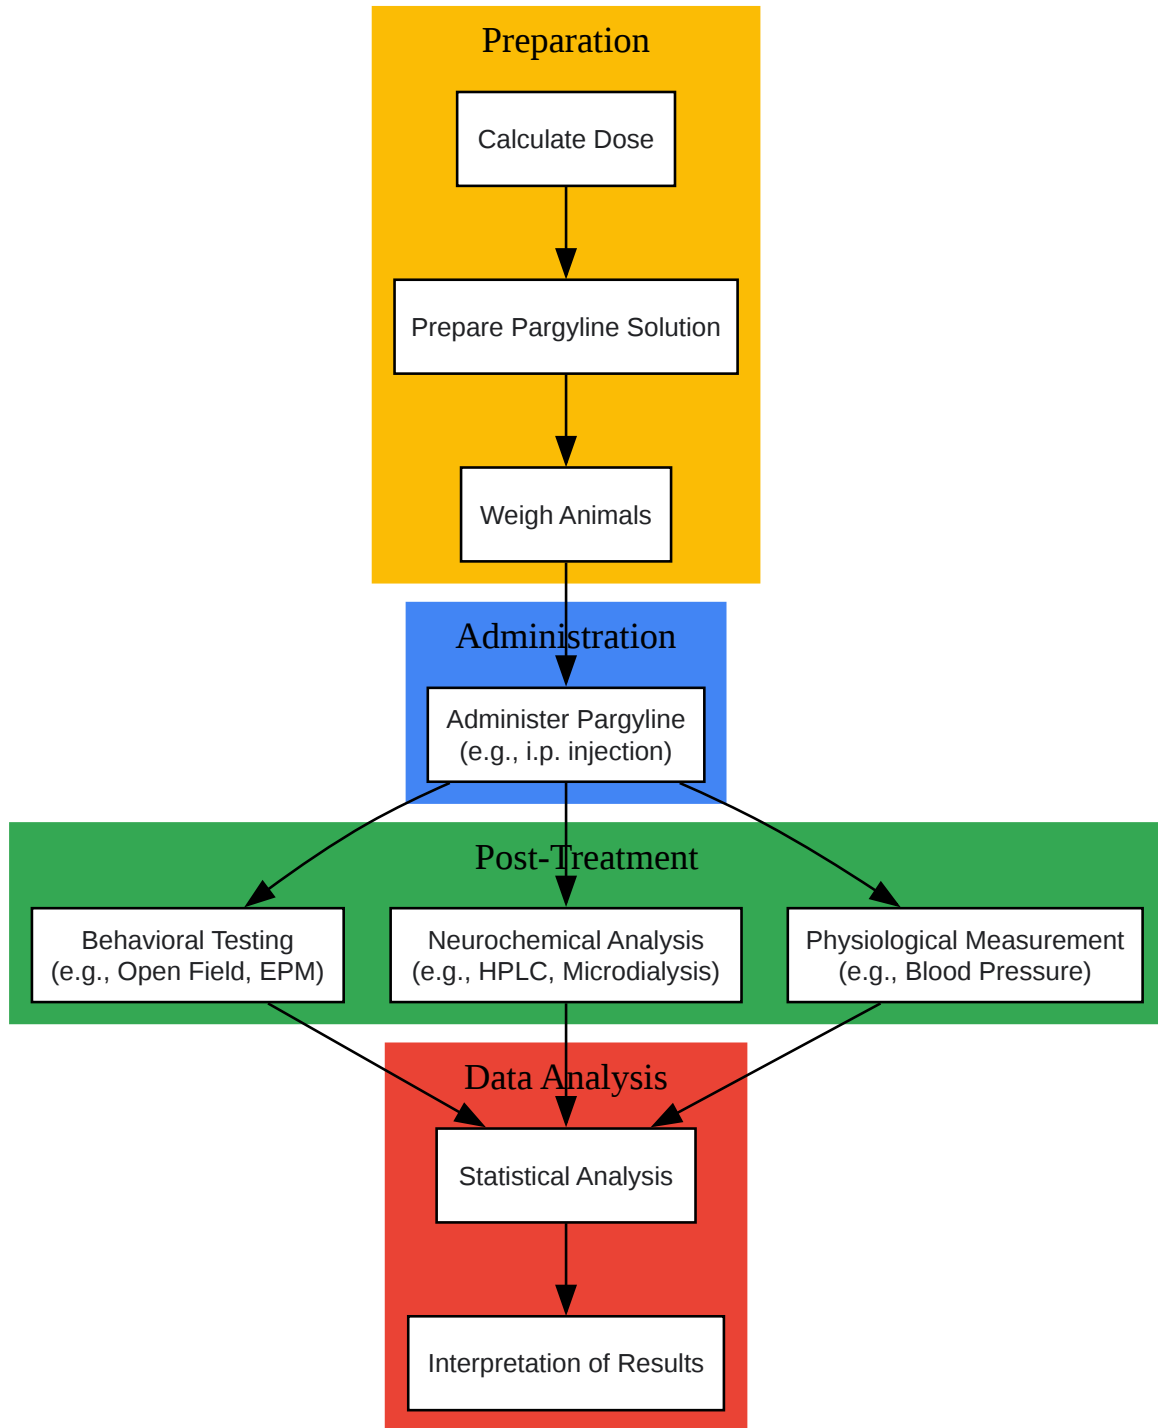 Preparation
Calculate Dose
Prepare Pargyline Solution
Weigh Animals
Administration
Administer Pargyline
(e.g., i.p. injection)
Post-Treatment
Behavioral Testing
(e.g., Open Field, EPM)
Neurochemical Analysis
(e.g., HPLC, Microdialysis)
Physiological Measurement
(e.g., Blood Pressure)
Data Analysis
Statistical Analysis
Interpretation of Results